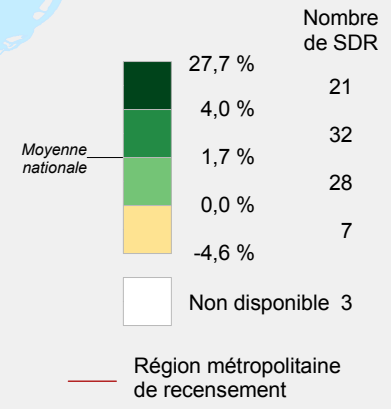 Nombre
de SDR
27,7 %
21
4,0 %
32
Moyenne
nationale
1,7 %
28
0,0 %
7
-4,6 %
Non disponible 3
Région métropolitaine
de recensement